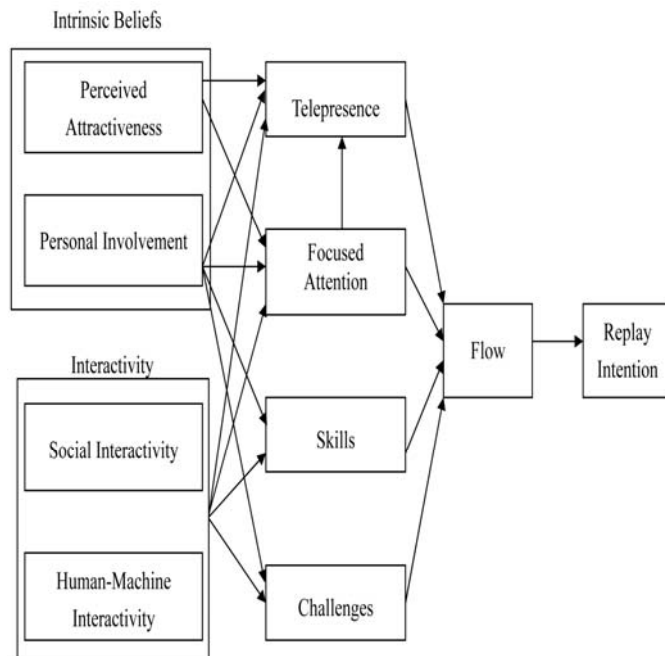 Intrinsic Beliefs
Perceived
Attractiveness
Personal Involvement
Interactivity
Social Interactivity
Human-Machine
Interactivity
Telepresence
Focused
Attention
Skills
Challenges
Flow
Replay
Intention